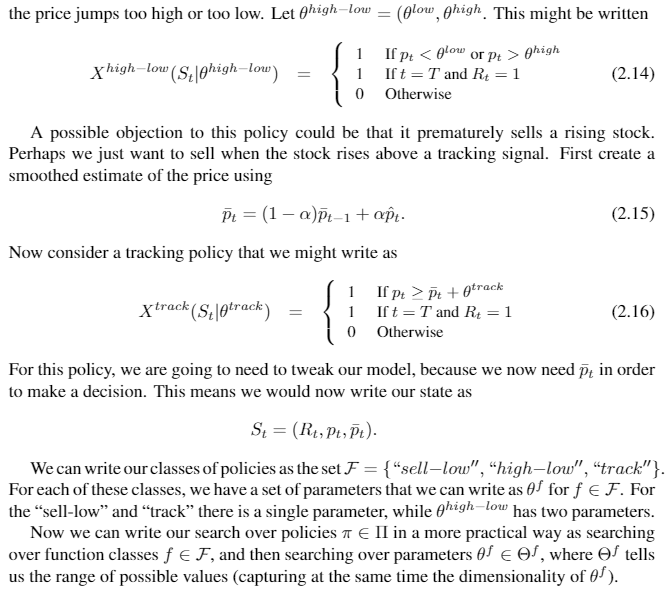 the price jumps too high or too low. Let θ^{high−low} = (θ^{low}, θ^{high}. This might be written
X^{high−low}(S_t|θ^{high−low}) = { 1 If p_t < θ^{low} or p_t > θ^{high}
1 If t = T and R_t = 1 (2.14)
0 Otherwise
A possible objection to this policy could be that it prematurely sells a rising stock.
Perhaps we just want to sell when the stock rises above a tracking signal. First create a
smoothed estimate of the price using
p̄_t = (1 − α)p̄_{t−1} + αp̂_t. (2.15)
Now consider a tracking policy that we might write as
X^{track}(S_t|θ^{track}) = { 1 If p_t ≥ p̄_t + θ^{track}
1 If t = T and R_t = 1 (2.16)
0 Otherwise
For this policy, we are going to need to tweak our model, because we now need p̄_t in order
to make a decision. This means we would now write our state as
S_t = (R_t, p_t, p̄_t).
We can write our classes of policies as the set F = {“sell−low″, “high−low″, “track″}.
For each of these classes, we have a set of parameters that we can write as θ^f for f ∈ F. For
the “sell-low” and “track” there is a single parameter, while θ^{high−low} has two parameters.
Now we can write our search over policies π ∈ Π in a more practical way as searching
over function classes f ∈ F, and then searching over parameters θ^f ∈ Θ^f, where Θ^f tells
us the range of possible values (capturing at the same time the dimensionality of θ^f).